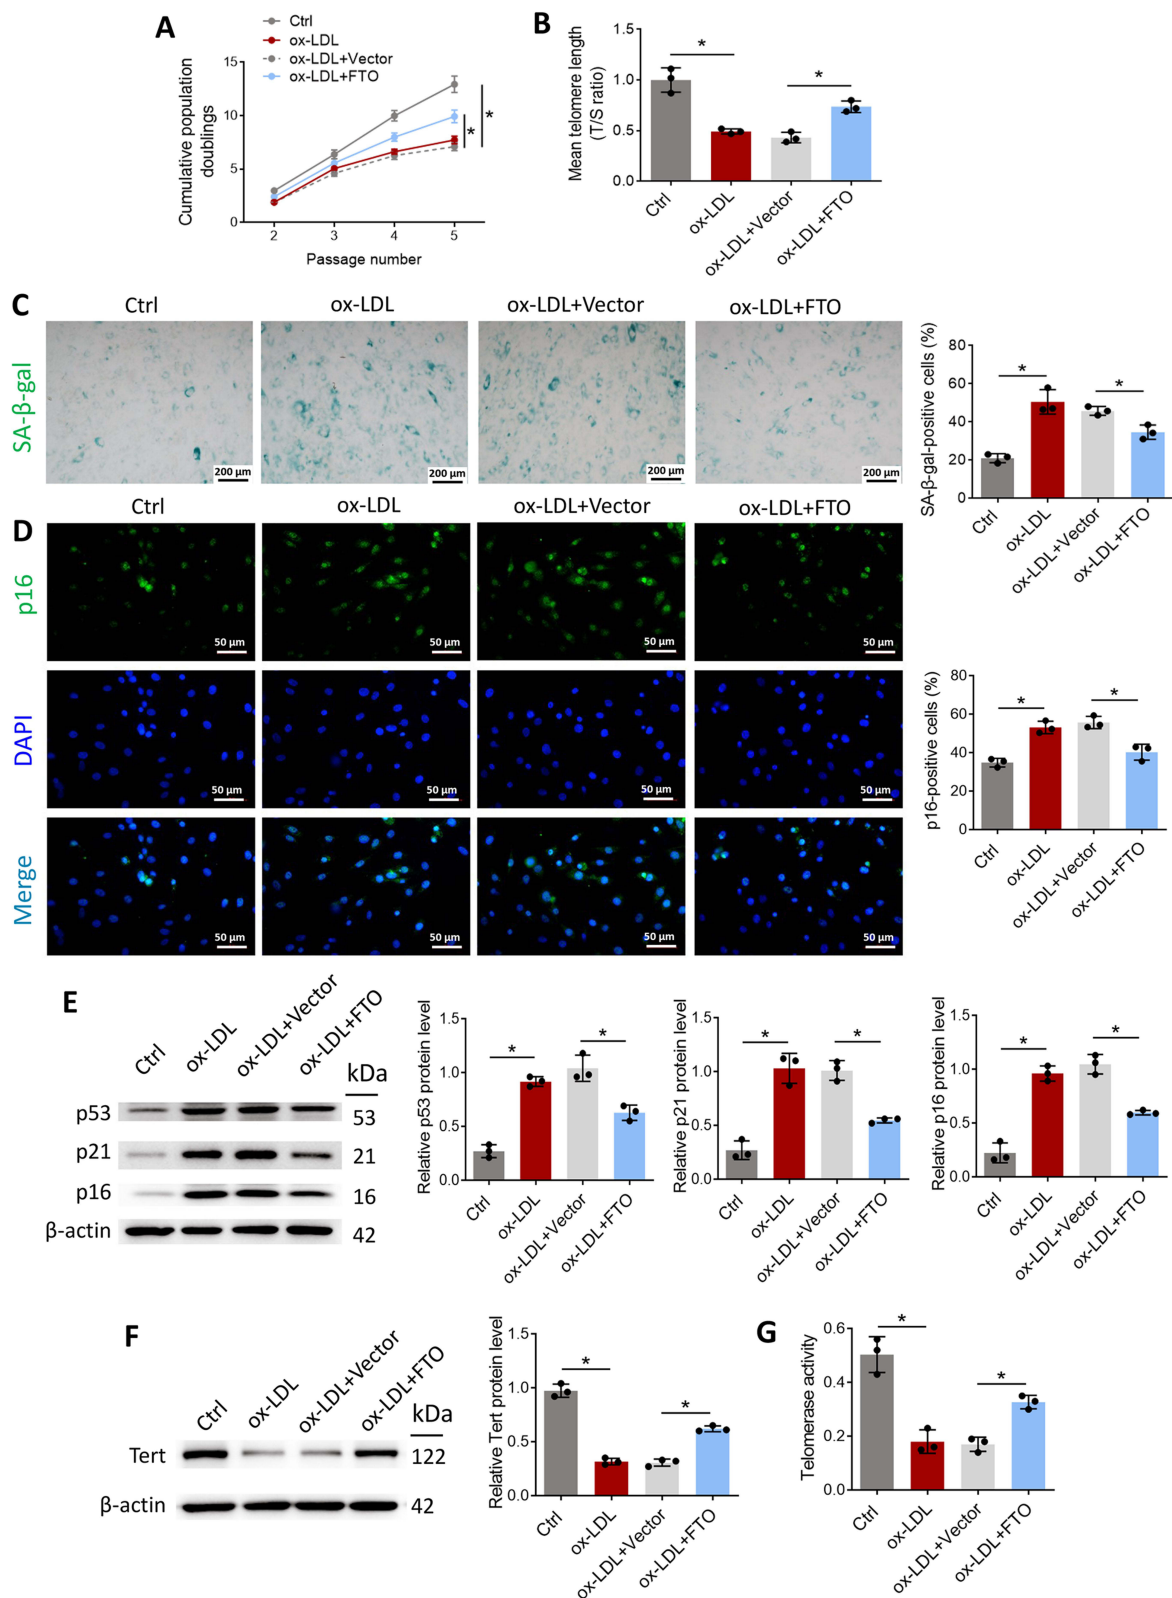 A
Ctrl
ox-LDL
ox-LDL+Vector
ox-LDL+FTO
Cumulative population
doublings
15
10
5
0
*
*
2 3 4 5
Passage number
B
Mean telomere length
(T/S ratio)
1.5
1.0
0.5
0.0
*
*
Ctrl
ox-LDL
ox-LDL+Vector
ox-LDL+FTO
C
Ctrl
ox-LDL
ox-LDL+Vector
ox-LDL+FTO
SA-β-gal
200 µm
200 µm
200 µm
200 µm
SA-β-gal-positive cells (%)
80
60
40
20
0
*
*
Ctrl
ox-LDL
ox-LDL+Vector
ox-LDL+FTO
D
Ctrl
ox-LDL
ox-LDL+Vector
ox-LDL+FTO
p16
50 µm
50 µm
50 µm
50 µm
DAPI
50 µm
50 µm
50 µm
50 µm
Merge
50 µm
50 µm
50 µm
50 µm
p16-positive cells (%)
80
60
40
20
0
*
*
Ctrl
ox-LDL
ox-LDL+Vector
ox-LDL+FTO
E
Ctrl
ox-LDL
ox-LDL+Vector
ox-LDL+FTO
kDa
p53 53
p21 21
p16 16
β-actin 42
Relative p53 protein level
1.5
1.0
0.5
0.0
*
*
Ctrl
ox-LDL
ox-LDL+Vector
ox-LDL+FTO
Relative p21 protein level
1.5
1.0
0.5
0.0
*
*
Ctrl
ox-LDL
ox-LDL+Vector
ox-LDL+FTO
Relative p16 protein level
1.5
1.0
0.5
0.0
*
*
Ctrl
ox-LDL
ox-LDL+Vector
ox-LDL+FTO
F
Ctrl
ox-LDL
ox-LDL+Vector
ox-LDL+FTO
kDa
Tert 122
β-actin 42
Relative Tert protein level
1.5
1.0
0.5
0.0
*
*
Ctrl
ox-LDL
ox-LDL+Vector
ox-LDL+FTO
G
Telomerase activity
0.6
0.4
0.2
0.0
*
*
Ctrl
ox-LDL
ox-LDL+Vector
ox-LDL+FTO